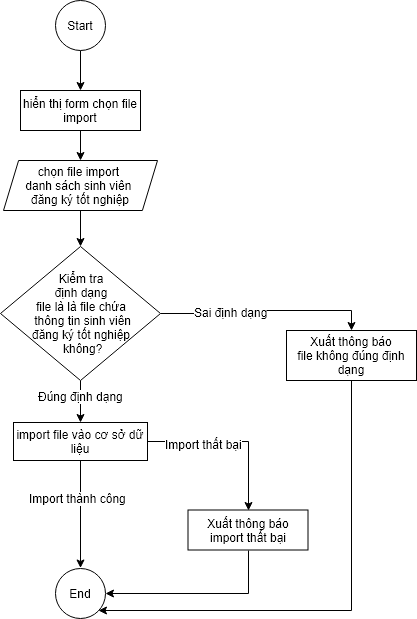 Start
hiển thị form chọn file
import
chọn file import
danh sách sinh viên
đăng ký tốt nghiệp
Kiểm tra
định dạng
file là là file chứa
thông tin sinh viên
đăng ký tốt nghiệp
không?
Sai định dạng
Xuất thông báo
file không đúng định
dạng
Đúng định dạng
import file vào cơ sở dữ
liệu
Import thất bại
Import thành công
Xuất thông báo
import thất bại
End